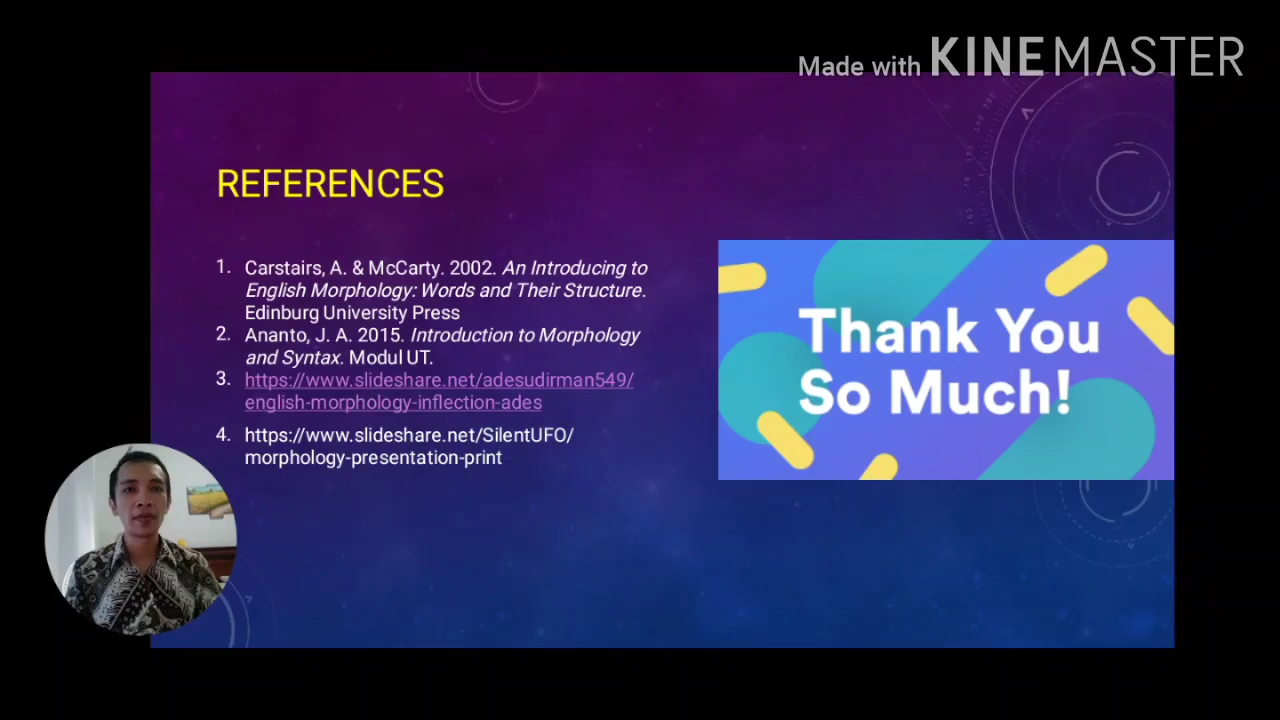 Made with KINEMASTER
REFERENCES
1. Carstairs, A. & McCarty. 2002. An Introducing to
English Morphology: Words and Their Structure.
Edinburg University Press
2. Ananto, J. A. 2015. Introduction to Morphology
and Syntax. Modul UT.
3. https://www.slideshare.net/adesudirman549/
english-morphology-inflection-ades
4. https://www.slideshare.net/SilentUFO/
morphology-presentation-print
Thank You
So Much!